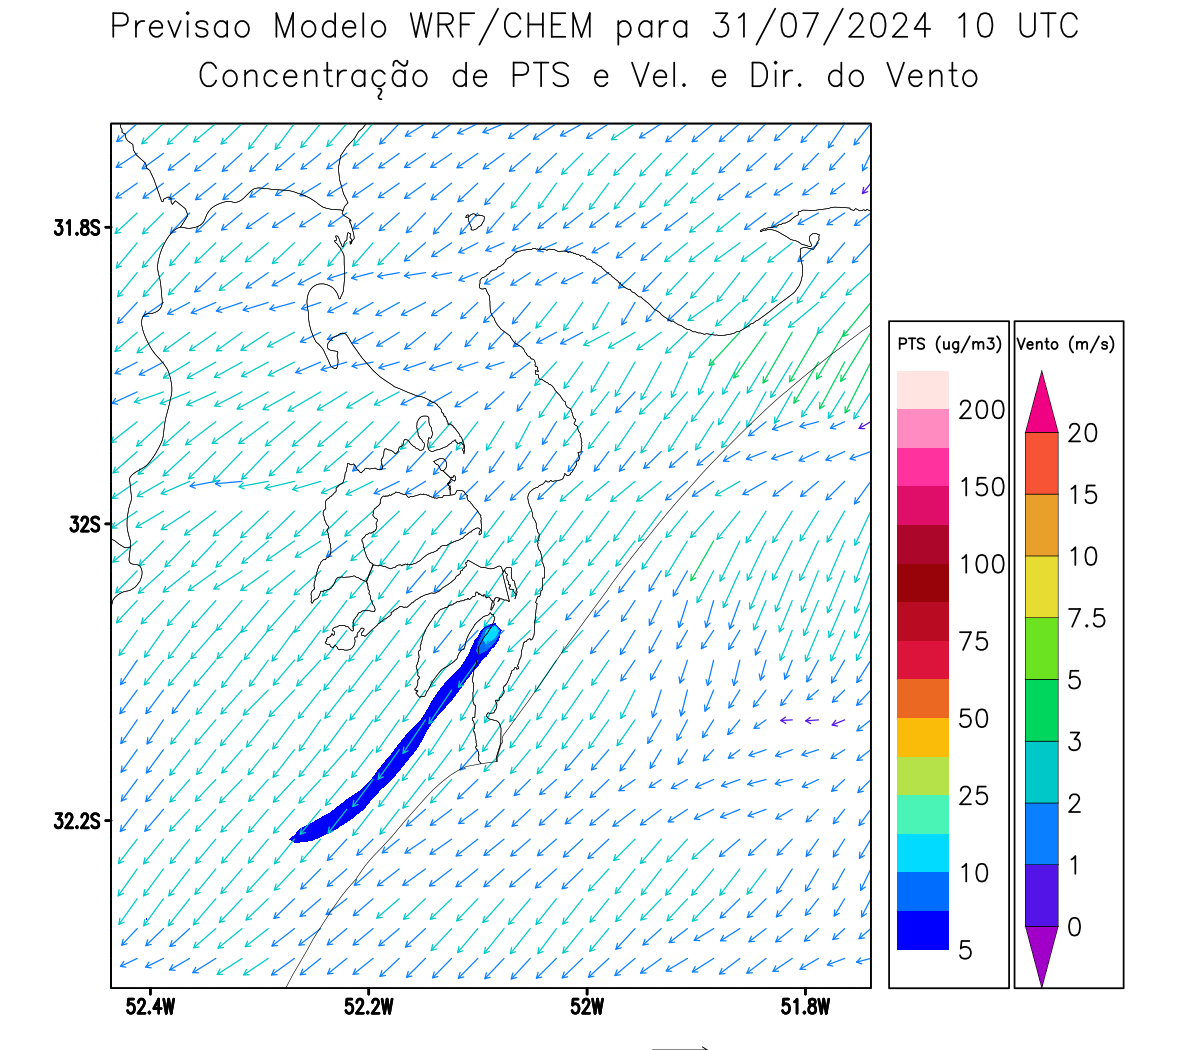 Previsao Modelo WRF/CHEM para 31/07/2024 10 UTC
Concentração de PTS e Vel. e Dir. do Vento
31.8S
32S
32.2S
52.4W
52.2W
52W
51.8W
PTS (ug/m3)
200
150
100
75
50
25
10
5
Vento (m/s)
20
15
10
7.5
5
3
2
1
0